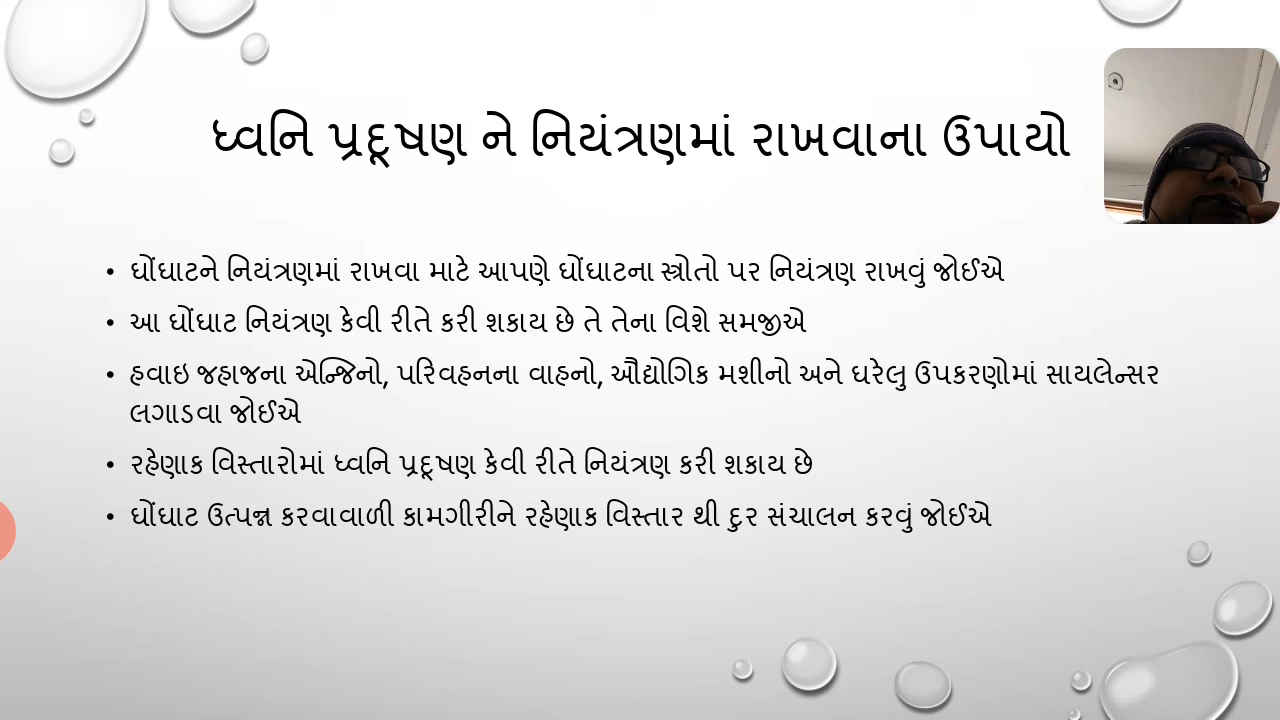 ધ્વનિ પ્રદૂષણ ને નિયંત્રણમાં રાખવાના ઉપાયો
• ઘોંઘાટને નિયંત્રણમાં રાખવા માટે આપણે ઘોંઘાટના સ્ત્રોતો પર નિયંત્રણ રાખવું જોઈએ
• આ ઘોંઘાટ નિયંત્રણ કેવી રીતે કરી શકાય છે તે તેના વિશે સમજીએ
• હવાઇ જહાજના એન્જિનો, પરિવહનના વાહનો, ઔદ્યોગિક મશીનો અને ઘરેલુ ઉપકરણોમાં સાયલેન્સર
લગાડવા જોઈએ
• રહેણાક વિસ્તારોમાં ધ્વનિ પ્રદૂષણ કેવી રીતે નિયંત્રણ કરી શકાય છે
• ઘોંઘાટ ઉત્પન્ન કરવાવાળી કામગીરીને રહેણાક વિસ્તાર થી દુર સંચાલન કરવું જોઈએ